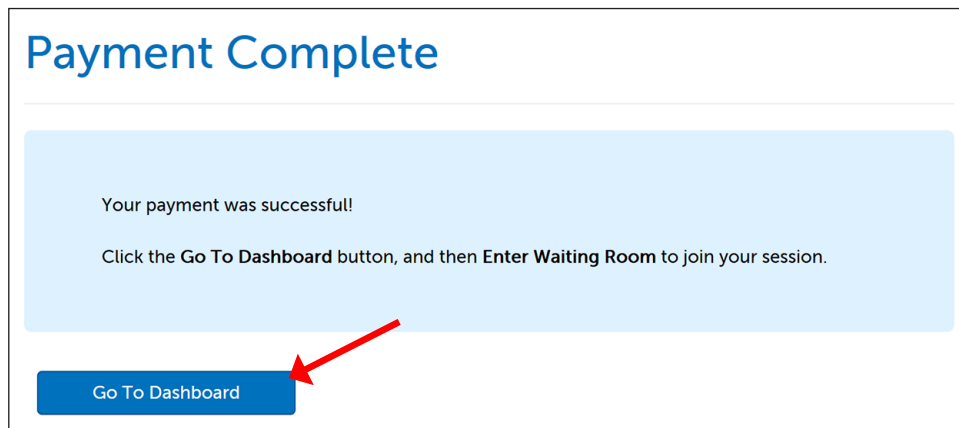 Payment Complete
Your payment was successful!
Click the Go To Dashboard button, and then Enter Waiting Room to join your session.
Go To Dashboard